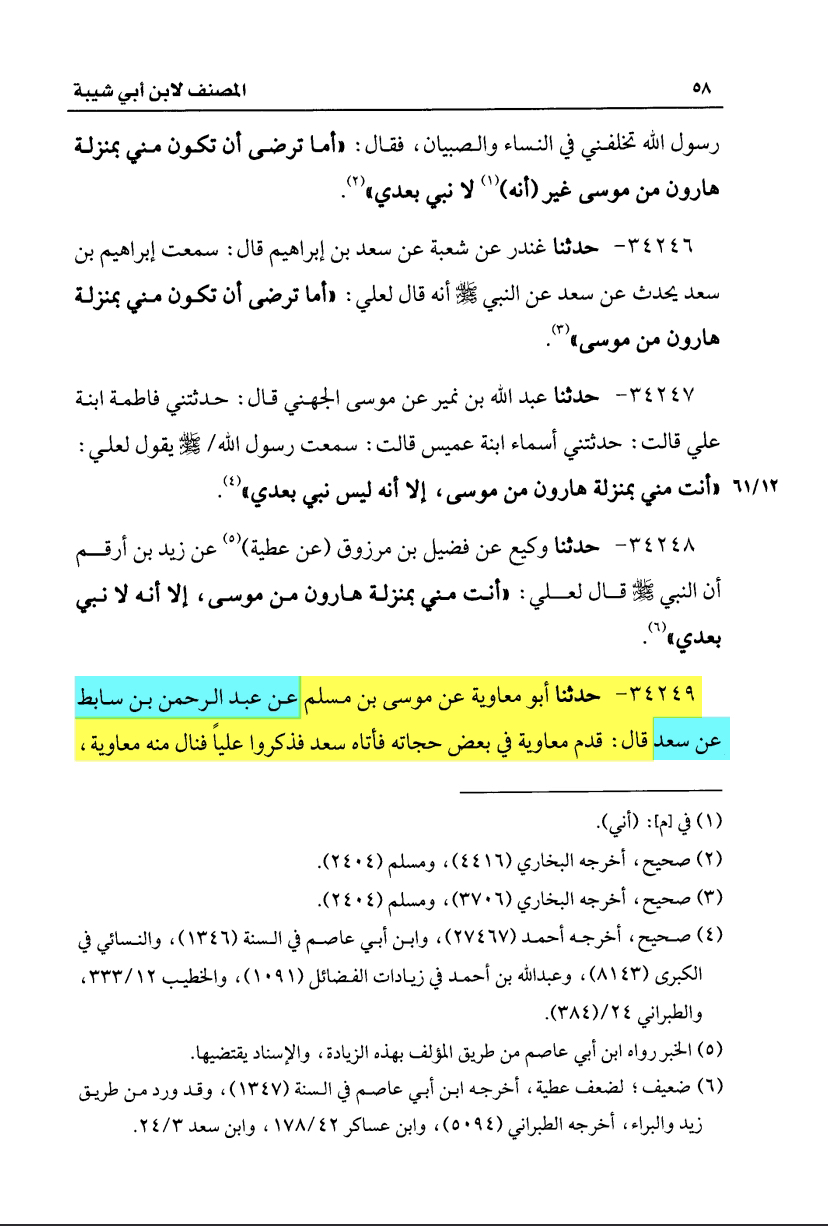 ٥٨ المصنف لابن أبي شيبة
رسول الله تخلفني في النساء والصبيان، فقال: «أما ترضى أن تكون مني بمنزلة
هارون من موسى غير (أنه)(١) لا نبي بعدي»(٢).
٣٤٢٤٦- حدثنا غندر عن شعبة عن سعد بن إبراهيم قال: سمعت إبراهيم بن
سعد يحدث عن سعد عن النبي ﷺ أنه قال لعلي: «أما ترضى أن تكون مني بمنزلة
هارون من موسى»(٣).
٣٤٢٤٧- حدثنا عبد الله بن نمير عن موسى الجهني قال: حدثتني فاطمة ابنة
علي قالت: حدثتني أسماء ابنة عميس قالت: سمعت رسول الله/ ﷺ يقول لعلي:
٦١/١٢ «أنت مني بمنزلة هارون من موسى، إلا أنه ليس نبي بعدي»(٤).
٣٤٢٤٨- حدثنا وكيع عن فضيل بن مرزوق (عن عطية)(٥) عن زيد بن أرقم
أن النبي ﷺ قال لعلي: «أنت مني بمنزلة هارون من موسى، إلا أنه لا نبي
بعدي»(٦).
٣٤٢٤٩- حدثنا أبو معاوية عن موسى بن مسلم عن عبد الرحمن بن سابط
عن سعد قال: قدم معاوية في بعض حجاته فأتاه سعد فذكروا علياً فنال منه معاوية،
(١) في [م]: (أني).
(٢) صحيح، أخرجه البخاري (٤٤١٦)، ومسلم (٢٤٠٤).
(٣) صحيح، أخرجه البخاري (٣٧٠٦)، ومسلم (٢٤٠٤).
(٤) صحيح، أخرجه أحمد (٢٧٤٦٧)، وابن أبي عاصم في السنة (١٣٤٦)، والنسائي في
الكبرى (٨١٤٣)، وعبدالله بن أحمد في زيادات الفضائل (١٠٩١)، والخطيب ٣٣٣/١٢،
والطبراني ٢٤/(٣٨٤).
(٥) الخبر رواه ابن أبي عاصم من طريق المؤلف بهذه الزيادة، والإسناد يقتضيها.
(٦) ضعيف؛ لضعف عطية، أخرجه ابن أبي عاصم في السنة (١٣٤٧)، وقد ورد من طريق
زيد والبراء، أخرجه الطبراني (٥٠٩٤)، وابن عساكر ١٧٨/٤٢، وابن سعد ٢٤/٣.